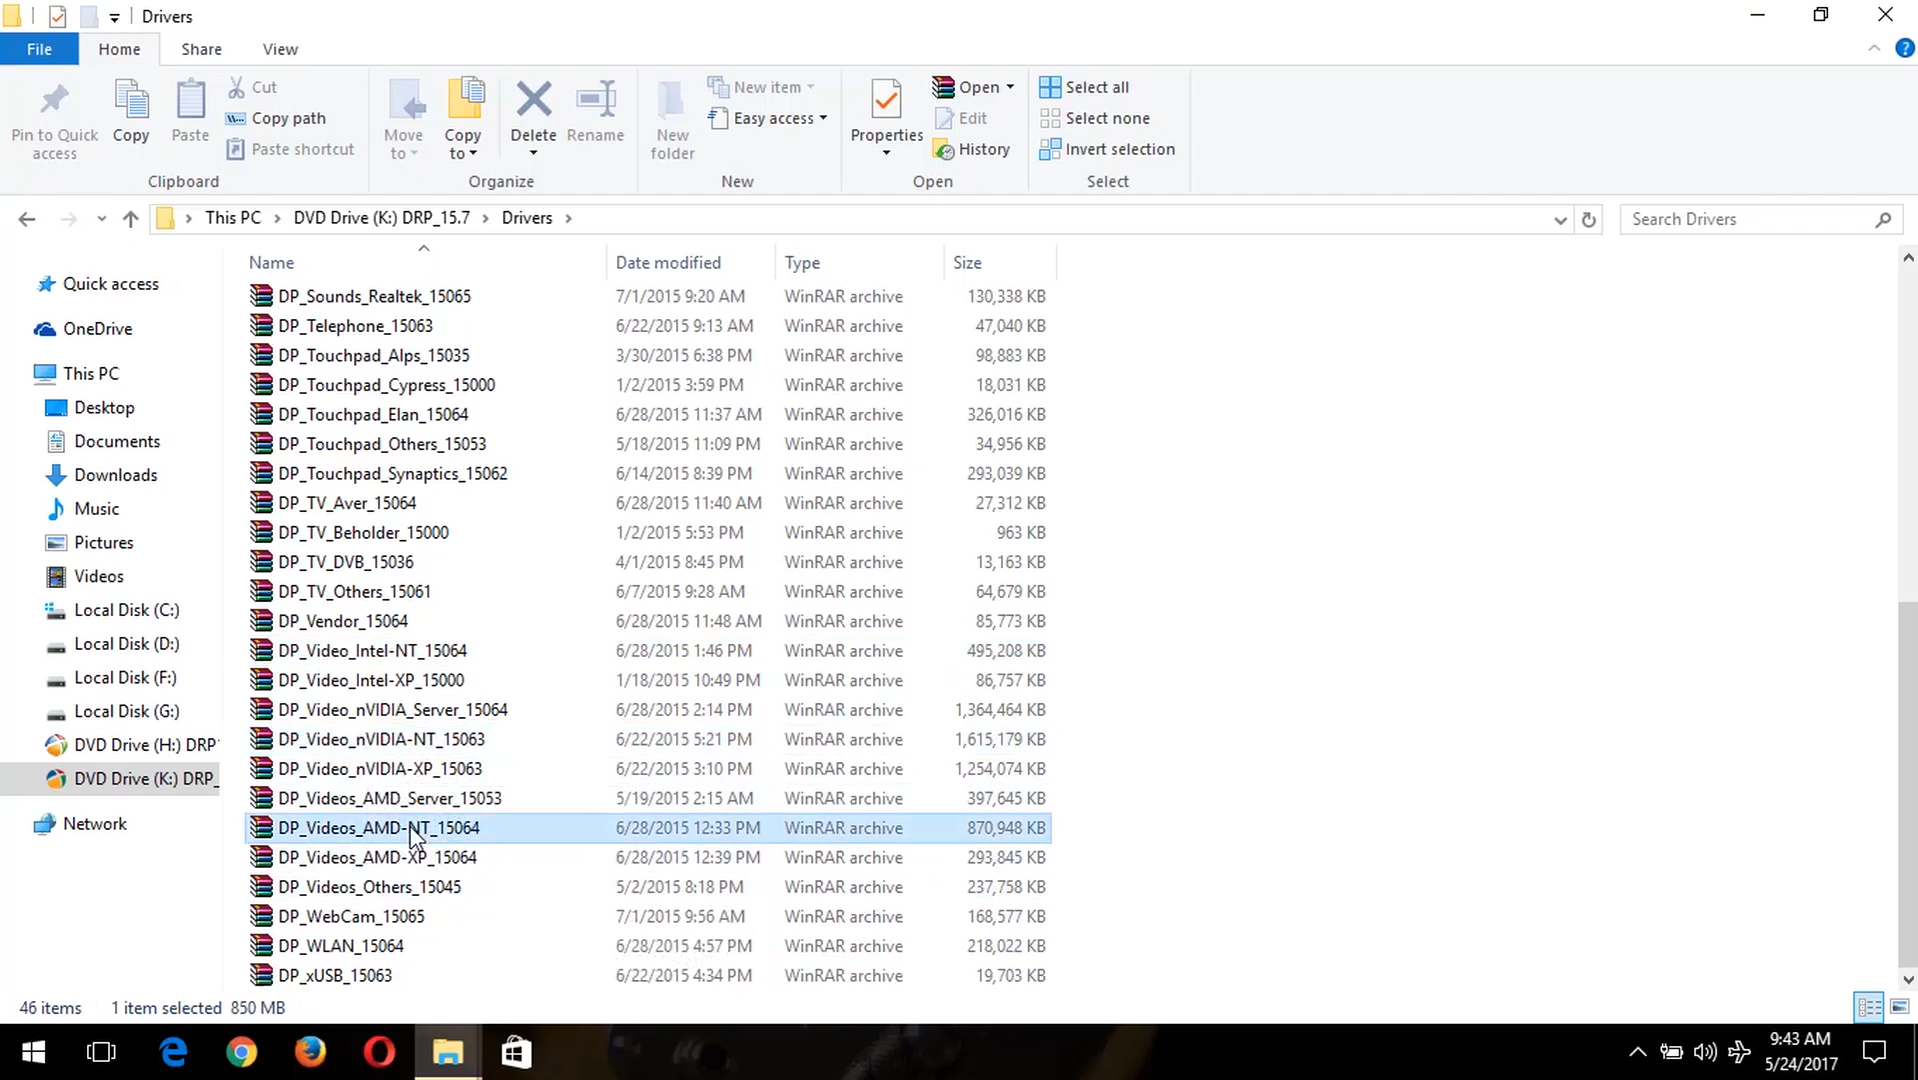 Drivers
File Home Share View
Pin to Quick access
Copy
Paste
Cut
Copy path
Paste shortcut
Clipboard
Move to
Copy to
Delete
Rename
Organize
New folder
New item
Easy access
New
Properties
Open
Edit
History
Open
Select all
Select none
Invert selection
Select
This PC DVD Drive (K:) DRP_15.7 Drivers
Search Drivers
Quick access
OneDrive
This PC
Desktop
Documents
Downloads
Music
Pictures
Videos
Local Disk (C:)
Local Disk (D:)
Local Disk (F:)
Local Disk (G:)
DVD Drive (H:) DRP
DVD Drive (K:) DRP_
Network
Name Date modified Type Size
DP_Sounds_Realtek_15065 7/1/2015 9:20 AM WinRAR archive 130,338 KB
DP_Telephone_15063 6/22/2015 9:13 AM WinRAR archive 47,040 KB
DP_Touchpad_Alps_15035 3/30/2015 6:38 PM WinRAR archive 98,883 KB
DP_Touchpad_Cypress_15000 1/2/2015 3:59 PM WinRAR archive 18,031 KB
DP_Touchpad_Elan_15064 6/28/2015 11:37 AM WinRAR archive 326,016 KB
DP_Touchpad_Others_15053 5/18/2015 11:09 PM WinRAR archive 34,956 KB
DP_Touchpad_Synaptics_15062 6/14/2015 8:39 PM WinRAR archive 293,039 KB
DP_TV_Aver_15064 6/28/2015 11:40 AM WinRAR archive 27,312 KB
DP_TV_Beholder_15000 1/2/2015 5:53 PM WinRAR archive 963 KB
DP_TV_DVB_15036 4/1/2015 8:45 PM WinRAR archive 13,163 KB
DP_TV_Others_15061 6/7/2015 9:28 AM WinRAR archive 64,679 KB
DP_Vendor_15064 6/28/2015 11:48 AM WinRAR archive 85,773 KB
DP_Video_Intel-NT_15064 6/28/2015 1:46 PM WinRAR archive 495,208 KB
DP_Video_Intel-XP_15000 1/18/2015 10:49 PM WinRAR archive 86,757 KB
DP_Video_nVIDIA_Server_15064 6/28/2015 2:14 PM WinRAR archive 1,364,464 KB
DP_Video_nVIDIA-NT_15063 6/22/2015 5:21 PM WinRAR archive 1,615,179 KB
DP_Video_nVIDIA-XP_15063 6/22/2015 3:10 PM WinRAR archive 1,254,074 KB
DP_Videos_AMD_Server_15053 5/19/2015 2:15 AM WinRAR archive 397,645 KB
DP_Videos_AMD-NT_15064 6/28/2015 12:33 PM WinRAR archive 870,948 KB
DP_Videos_AMD-XP_15064 6/28/2015 12:39 PM WinRAR archive 293,845 KB
DP_Videos_Others_15045 5/2/2015 8:18 PM WinRAR archive 237,758 KB
DP_WebCam_15065 7/1/2015 9:56 AM WinRAR archive 168,577 KB
DP_WLAN_15064 6/28/2015 4:57 PM WinRAR archive 218,022 KB
DP_xUSB_15063 6/22/2015 4:34 PM WinRAR archive 19,703 KB
46 items 1 item selected 850 MB
9:43 AM
5/24/2017